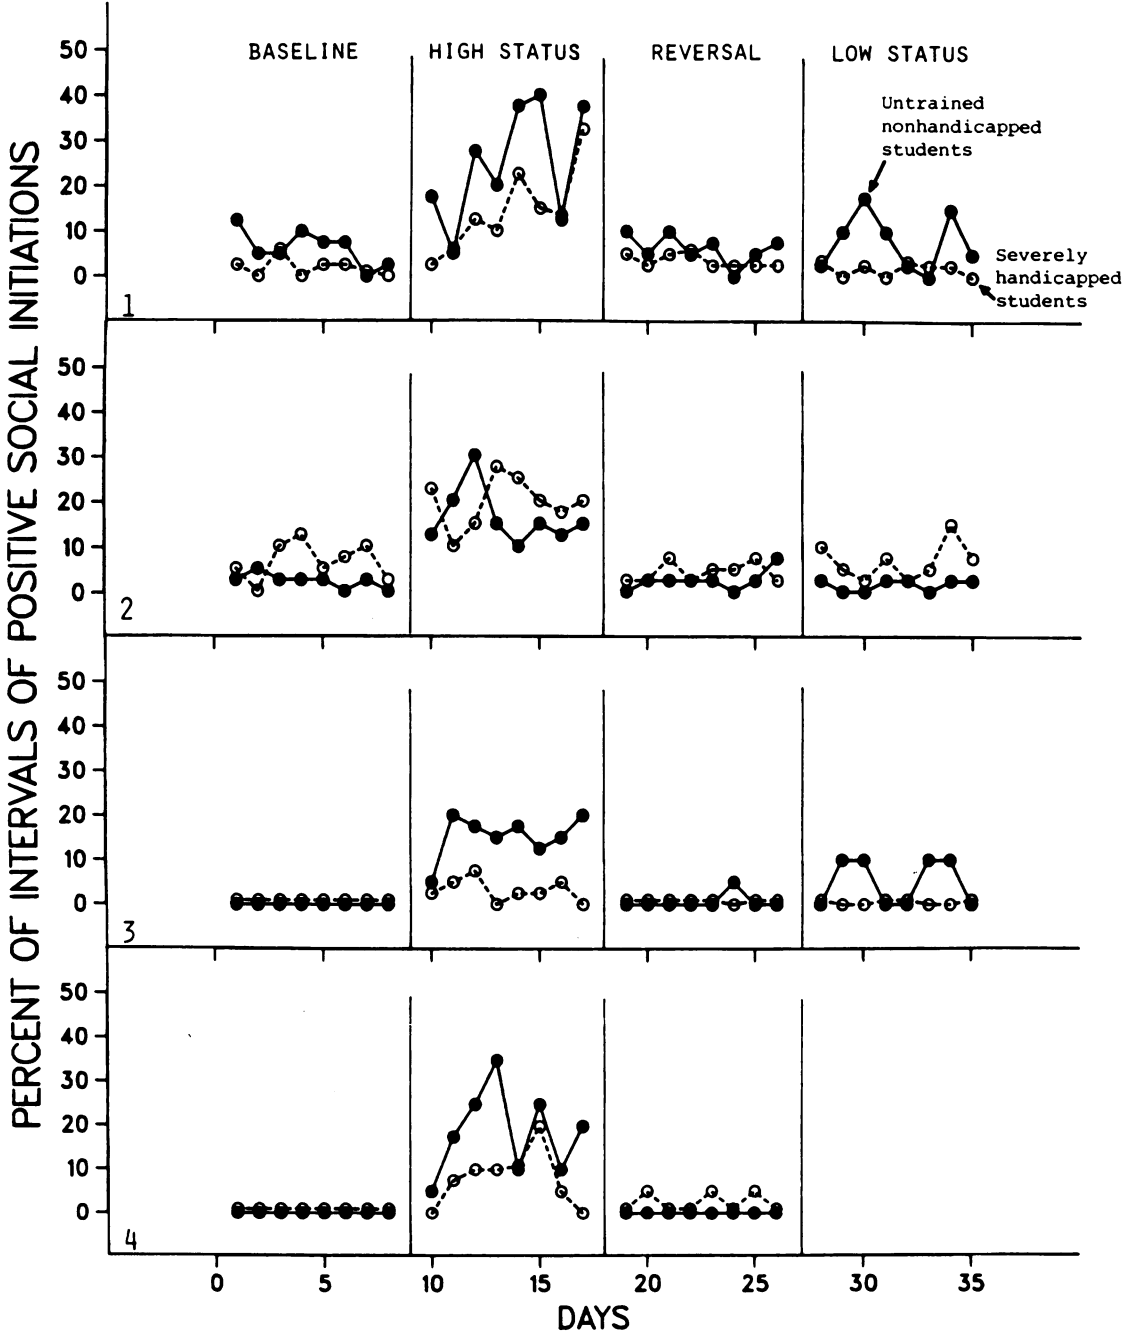 PERCENT OF INTERVALS OF POSITIVE SOCIAL INITIATIONS
BASELINE HIGH STATUS REVERSAL LOW STATUS
50
40
30
20
10
0
1
Untrained
nonhandicapped
students
Severely
handicapped
students
50
40
30
20
10
0
2
50
40
30
20
10
0
3
50
40
30
20
10
0
4
0 5 10 15 20 25 30 35
DAYS